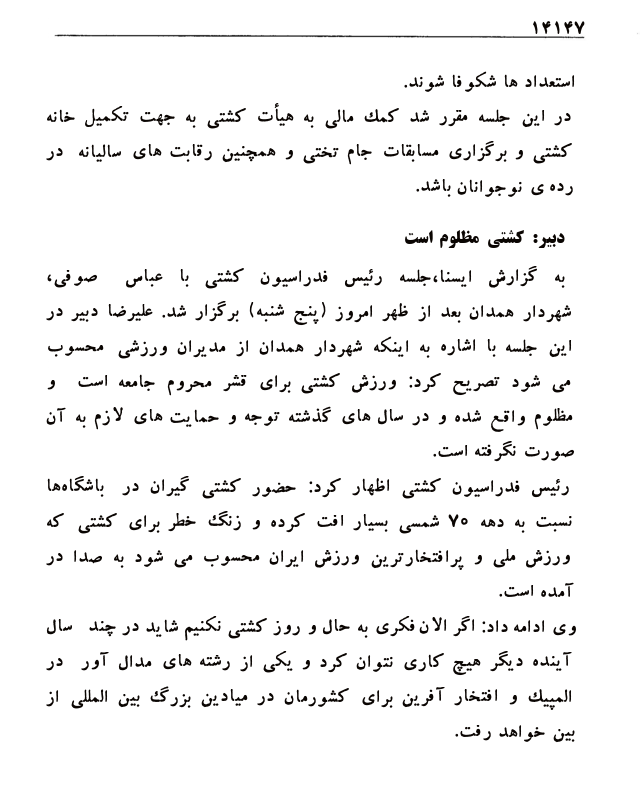 ۱۴۱۴۷
استعداد ها شکوفا شوند.
در این جلسه مقرر شد کمك مالی به هیأت کشتی به جهت تکمیل خانه
کشتی و برگزاری مسابقات جام تختی و همچنین رقابت های سالیانه در
رده ی نوجوانان باشد.
دبیر: کشتی مظلوم است
به گزارش ایسنا،جلسه رئیس فدراسیون کشتی با عباس صوفی،
شهردار همدان بعد از ظهر امروز (پنج شنبه) برگزار شد. علیرضا دبیر در
این جلسه با اشاره به اینکه شهردار همدان از مدیران ورزشی محسوب
می شود تصریح کرد: ورزش کشتی برای قشر محروم جامعه است و
مظلوم واقع شده و در سال های گذشته توجه و حمایت های لازم به آن
صورت نگرفته است.
رئیس فدراسیون کشتی اظهار کرد: حضور کشتی گیران در باشگاه‌ها
نسبت به دهه ۷۰ شمسی بسیار افت کرده و زنگ خطر برای کشتی که
ورزش ملی و پرافتخارترین ورزش ایران محسوب می شود به صدا در
آمده است.
وی ادامه داد: اگر الان فکری به حال و روز کشتی نکنیم شاید در چند سال
آینده دیگر هیچ کاری نتوان کرد و یکی از رشته های مدال آور در
المپیك و افتخار آفرین برای کشورمان در میادین بزرگ بین المللی از
بین خواهد رفت.